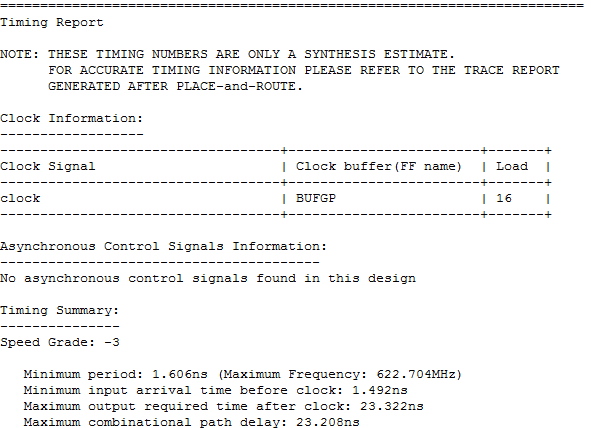 =========================================================================
Timing Report

NOTE: THESE TIMING NUMBERS ARE ONLY A SYNTHESIS ESTIMATE.
      FOR ACCURATE TIMING INFORMATION PLEASE REFER TO THE TRACE REPORT
      GENERATED AFTER PLACE-and-ROUTE.

Clock Information:
------------------
-----------------------------------+------------------------+-------+
Clock Signal                       | Clock buffer(FF name)  | Load  |
-----------------------------------+------------------------+-------+
clock                              | BUFGP                  | 16    |
-----------------------------------+------------------------+-------+

Asynchronous Control Signals Information:
----------------------------------------
No asynchronous control signals found in this design

Timing Summary:
---------------
Speed Grade: -3

   Minimum period: 1.606ns (Maximum Frequency: 622.704MHz)
   Minimum input arrival time before clock: 1.492ns
   Maximum output required time after clock: 23.322ns
   Maximum combinational path delay: 23.208ns